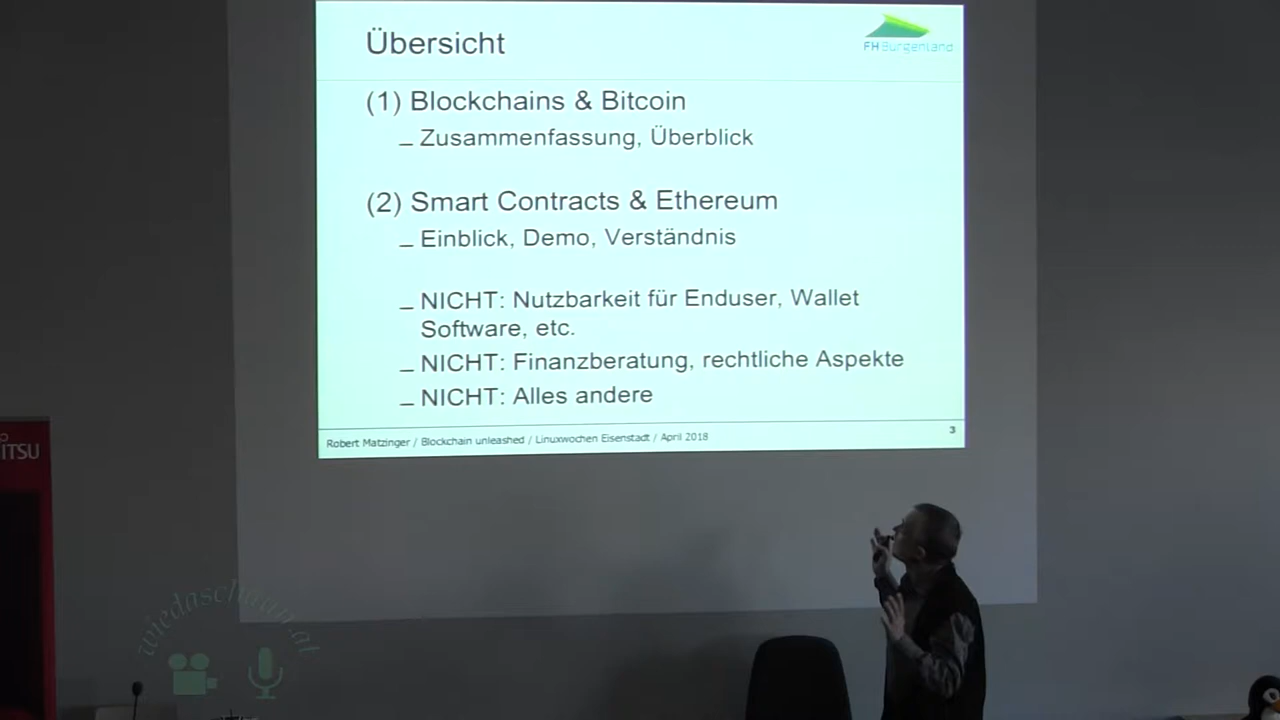 Übersicht
FH Burgenland
(1) Blockchains & Bitcoin
– Zusammenfassung, Überblick
(2) Smart Contracts & Ethereum
– Einblick, Demo, Verständnis
– NICHT: Nutzbarkeit für Enduser, Wallet
Software, etc.
– NICHT: Finanzberatung, rechtliche Aspekte
– NICHT: Alles andere
Robert Matzinger / Blockchain unleashed / Linuxwochen Eisenstadt / April 2018
3
ITSU